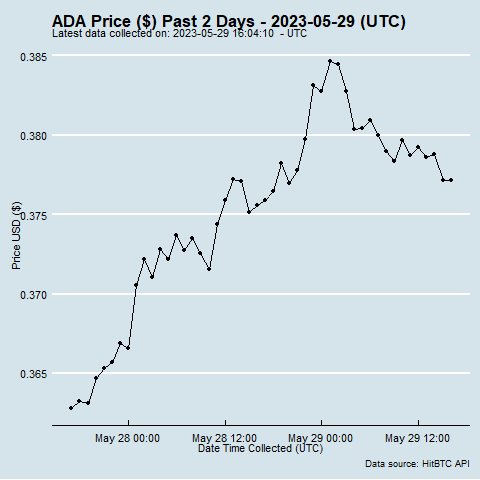 ADA Price ($) Past 2 Days - 2023-05-29 (UTC)
Latest data collected on: 2023-05-29 16:04:10 - UTC
0.385
0.380
0.375
0.370
0.365
Price USD ($)
May 28 00:00 May 28 12:00 May 29 00:00 May 29 12:00
Date Time Collected (UTC)
Data source: HitBTC API